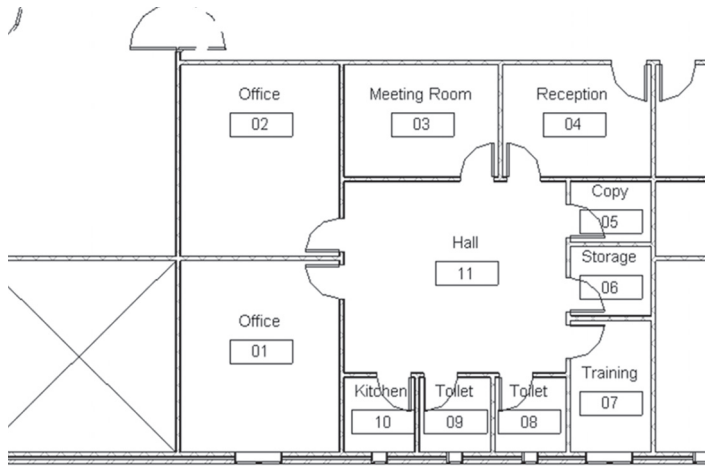 Office
02
Meeting Room
03
Reception
04
Copy
05
Hall
11
Storage
06
Office
01
Training
07
Kitchen
10
Toilet
09
Toilet
08